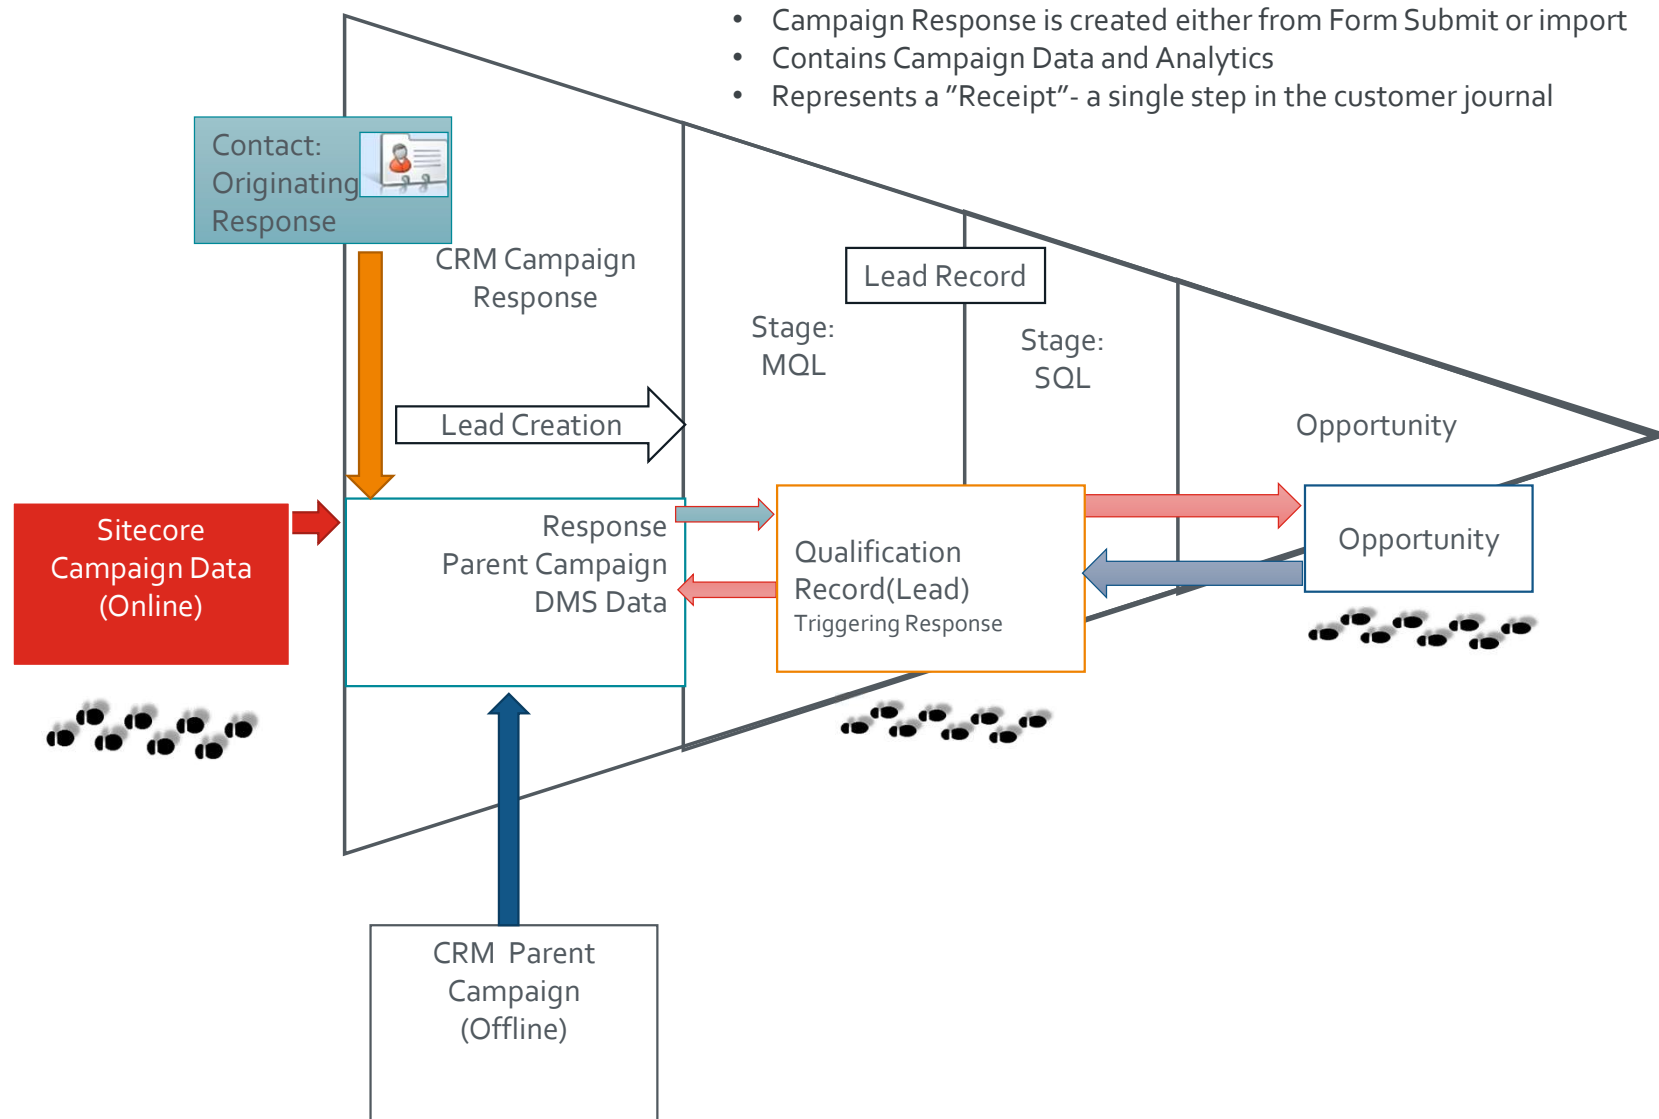 • Campaign Response is created either from Form Submit or import
• Contains Campaign Data and Analytics
• Represents a ”Receipt”- a single step in the customer journal
Contact:
Originating
Response
CRM Campaign
Response
Lead Record
Stage:
MQL
Stage:
SQL
Lead Creation
Opportunity
Sitecore
Campaign Data
(Online)
Response
Parent Campaign
DMS Data
Qualification
Record(Lead)
Triggering Response
Opportunity
CRM Parent
Campaign
(Offline)